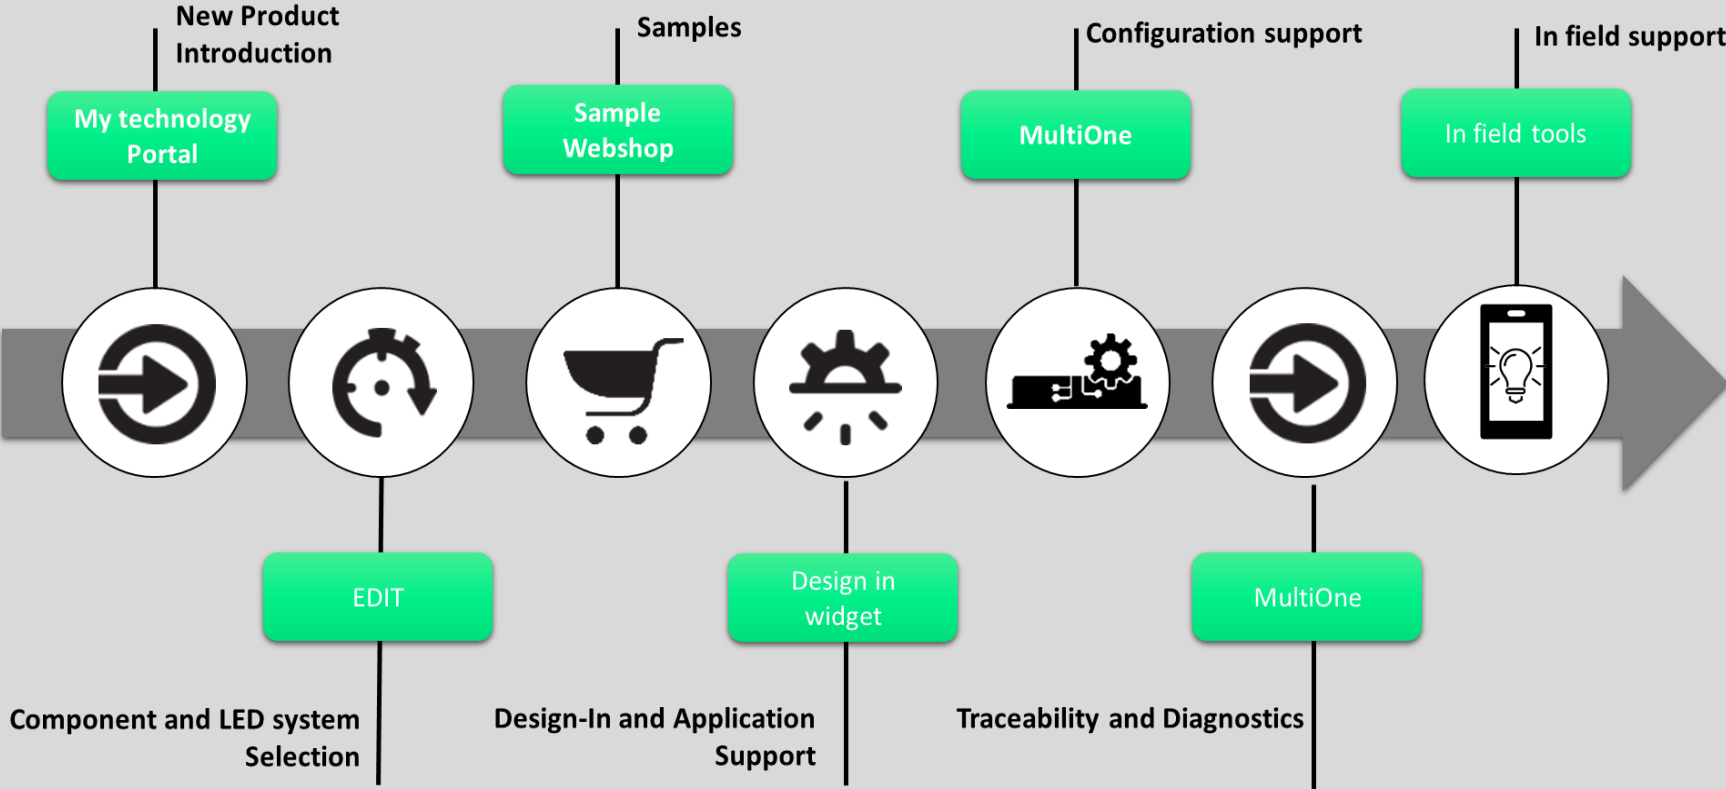 New Product
Introduction
Samples
Configuration support
In field support
My technology
Portal
Sample
Webshop
MultiOne
In field tools
EDIT
Design in
widget
MultiOne
Component and LED system
Selection
Design-In and Application
Support
Traceability and Diagnostics